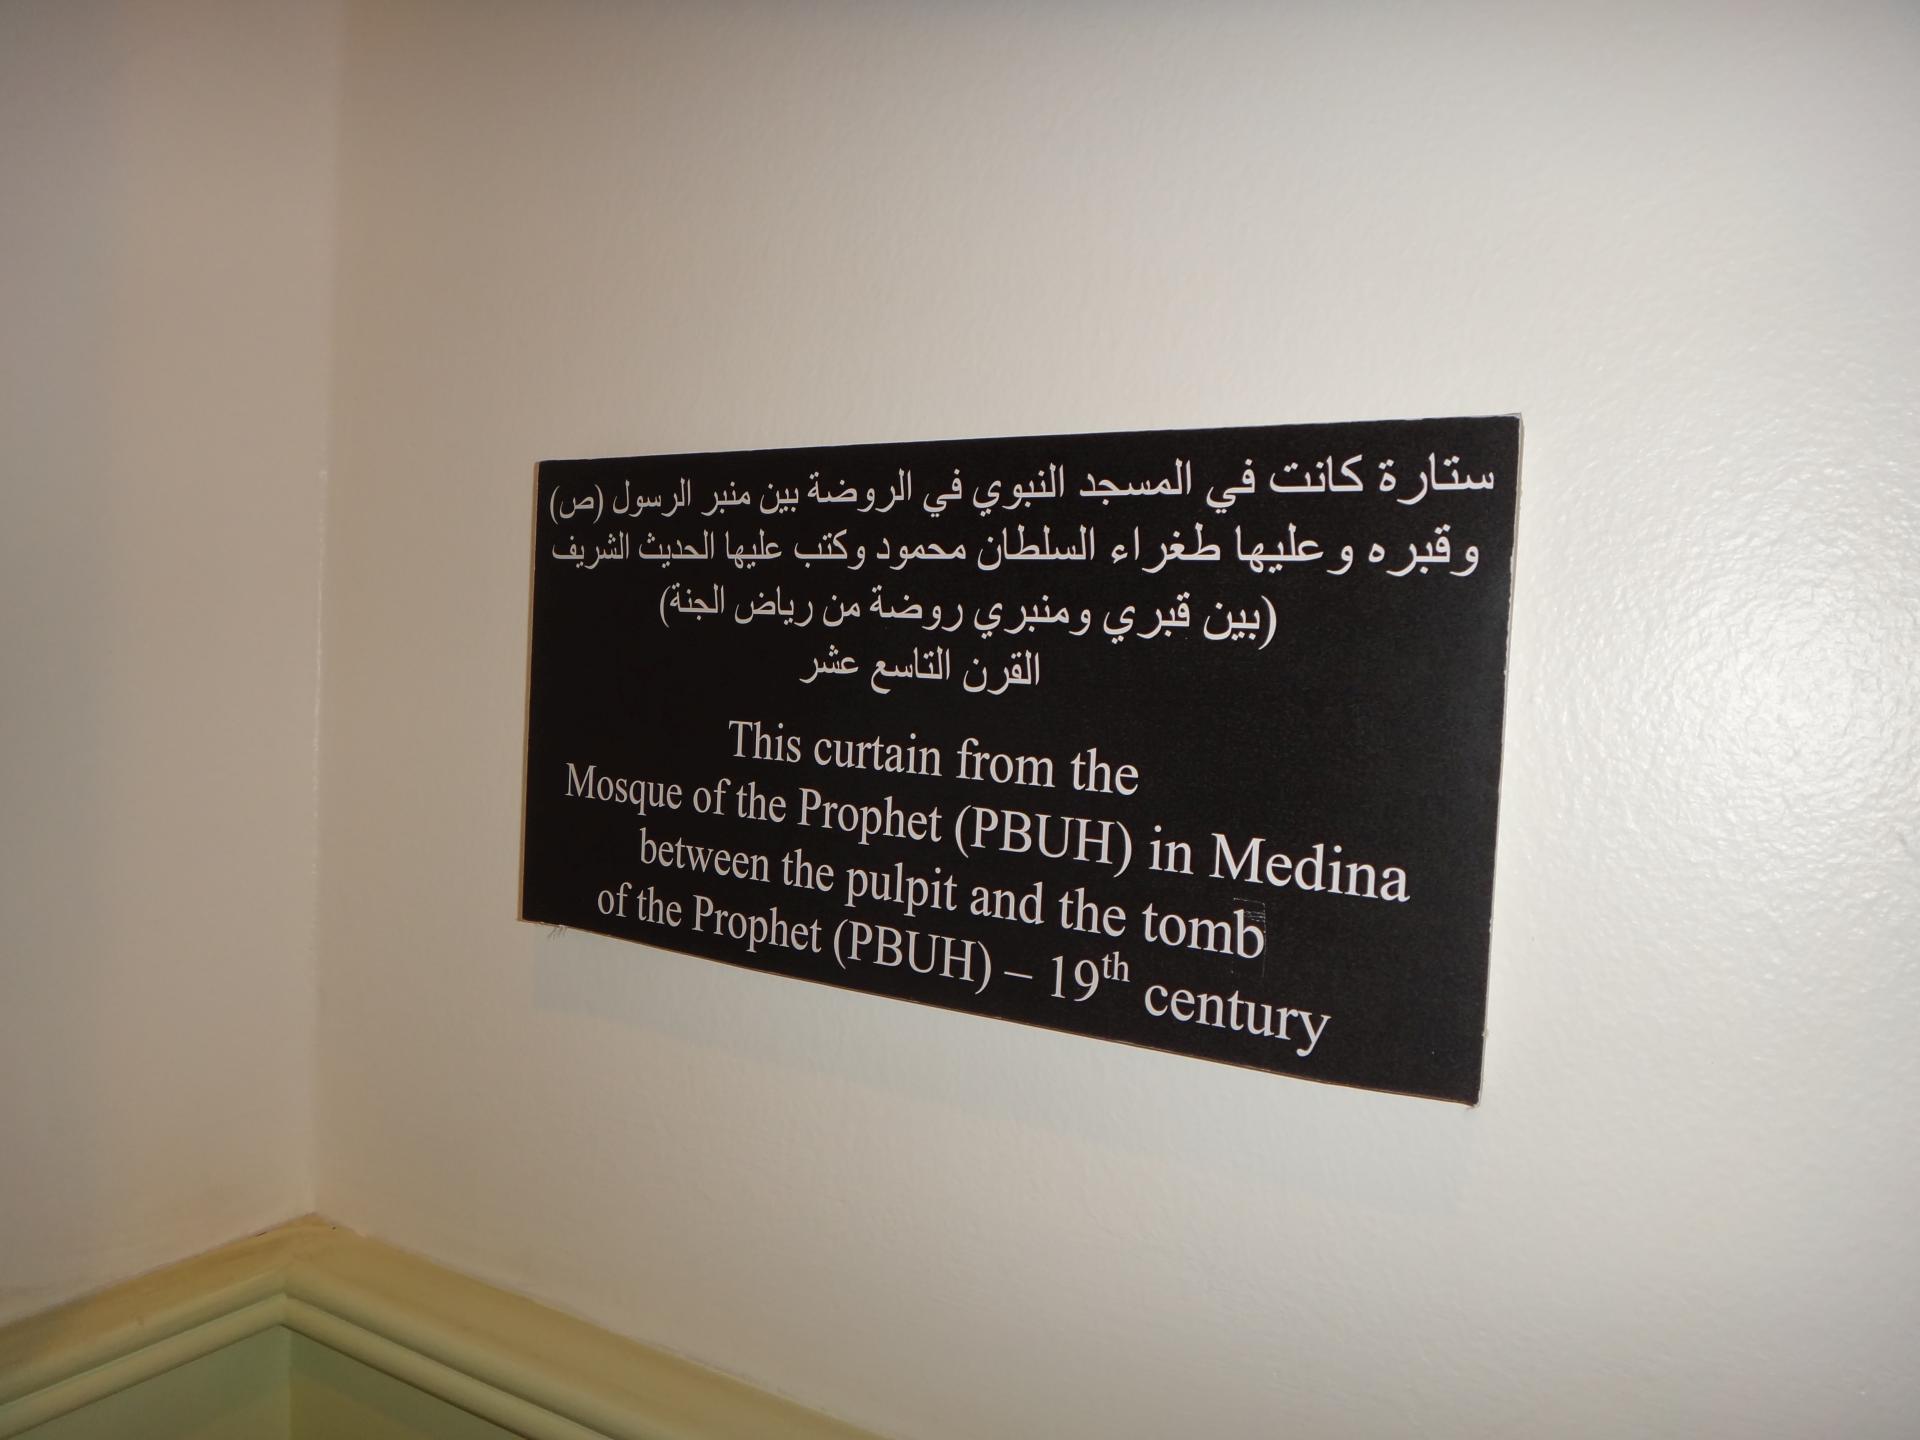 ستارة كانت في المسجد النبوي في الروضة بين منبر الرسول (ص)
وقبره وعليها طغراء السلطان محمود وكتب عليها الحديث الشريف
(بين قبري ومنبري روضة من رياض الجنة)
القرن التاسع عشر
This curtain from the
Mosque of the Prophet (PBUH) in Medina
between the pulpit and the tomb
of the Prophet (PBUH) – 19th century